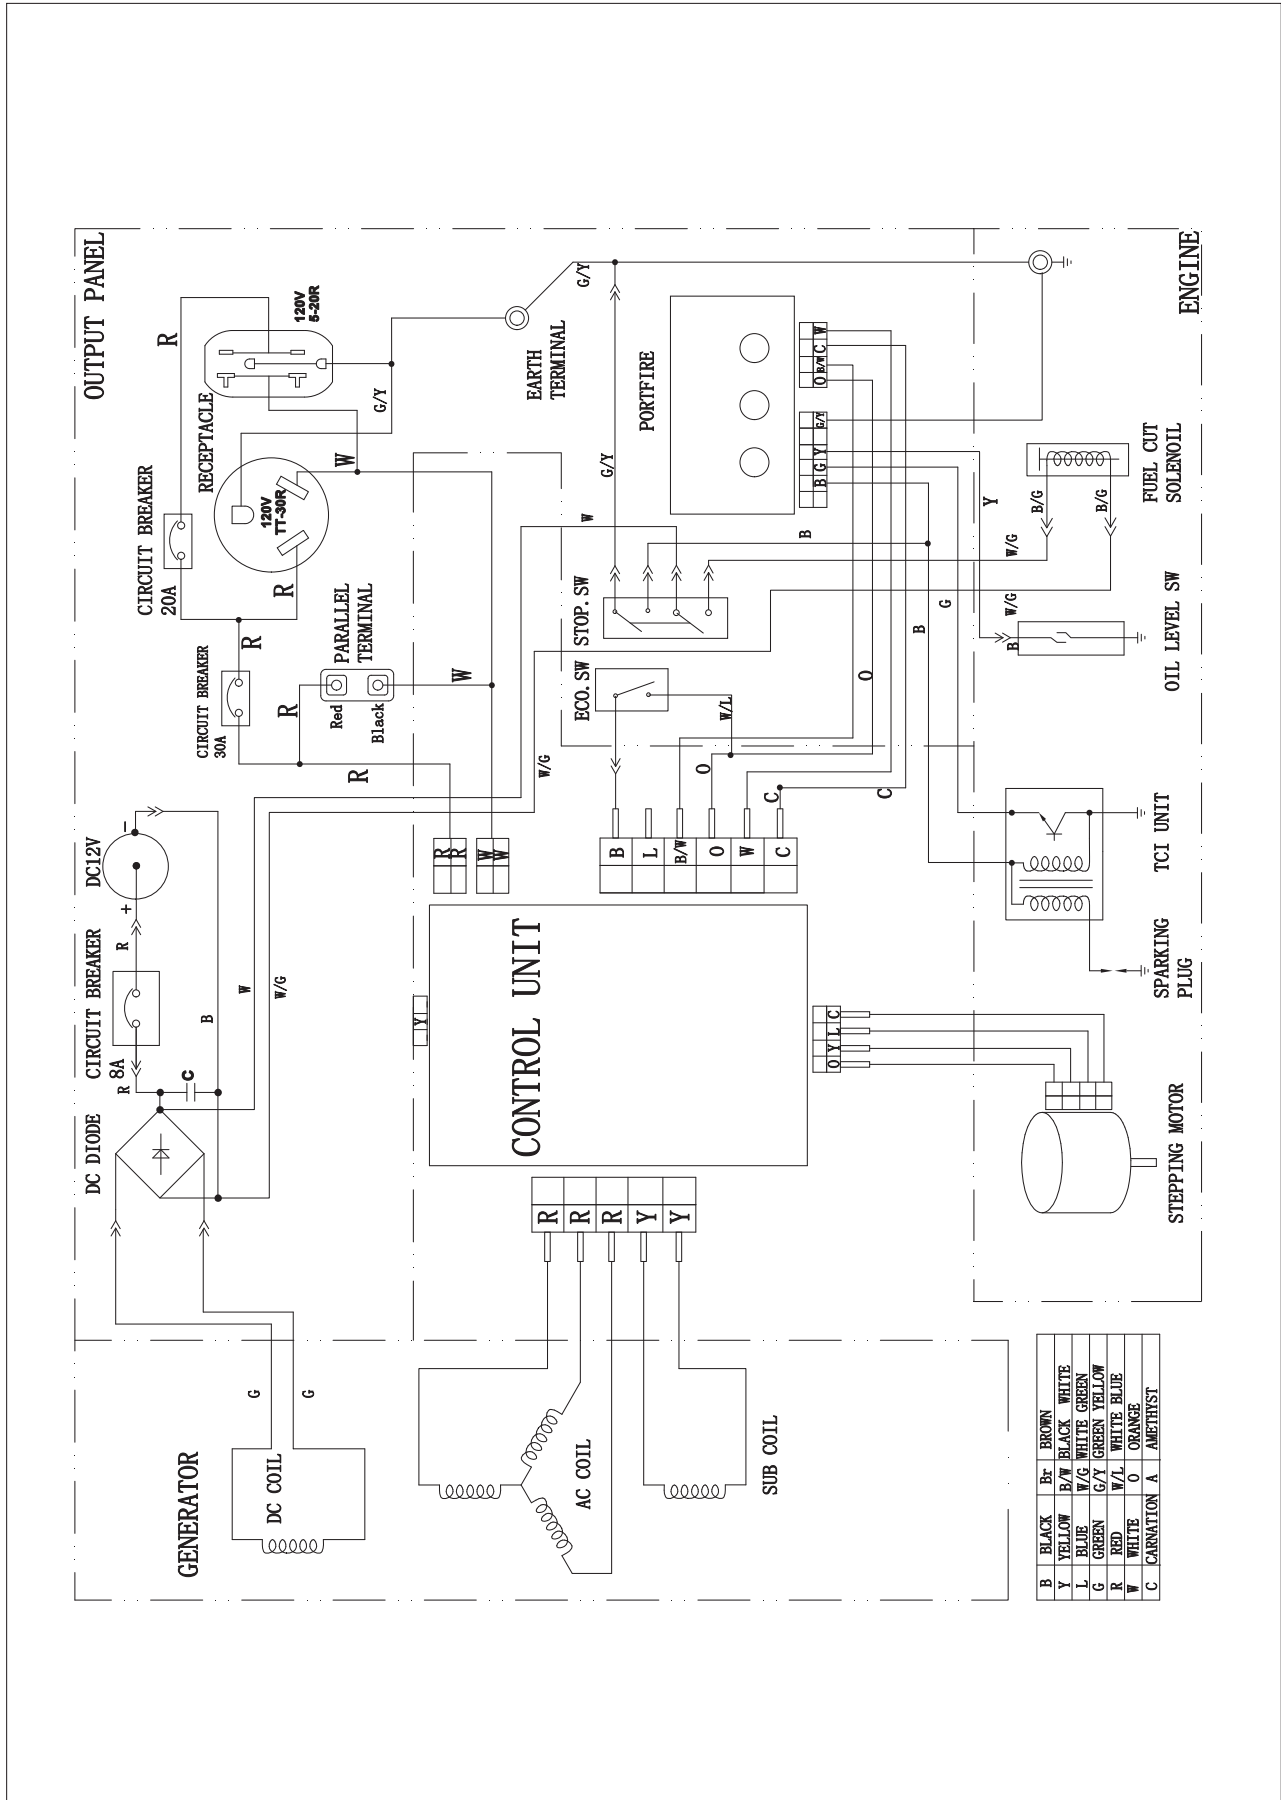 OUTPUT PANEL
ENGINE
GENERATOR
DC DIODE
CIRCUIT BREAKER
8A
DC12V
+
-
R
R
C
B
W
W/G
CIRCUIT BREAKER
30A
CIRCUIT BREAKER
20A
RECEPTACLE
R
120V
5-20R
120V
TT-30R
R
R
R
R
W
W
G/Y
PARALLEL
TERMINAL
Red
Black
EARTH
TERMINAL
G/Y
G/Y
W
W/G
ECO. SW
STOP. SW
W/L
PORTFIRE
O B/W C W
B G Y G/Y
B
B
G
Y
O
O
C
C
W/G
W/G
B
B/G
B/G
FUEL CUT
SOLENOIL
OIL LEVEL SW
TCI UNIT
SPARKING
PLUG
STEPPING MOTOR
CONTROL UNIT
Y
R
R
W
W
B
L
B/W
O
W
C
O Y L C
R
R
R
Y
Y
DC COIL
G
G
AC COIL
SUB COIL
B BLACK Br BROWN
Y YELLOW B/W BLACK WHITE
L BLUE W/G WHITE GREEN
G GREEN G/Y GREEN YELLOW
R RED W/L WHITE BLUE
W WHITE O ORANGE
C CARNATION A AMETHYST